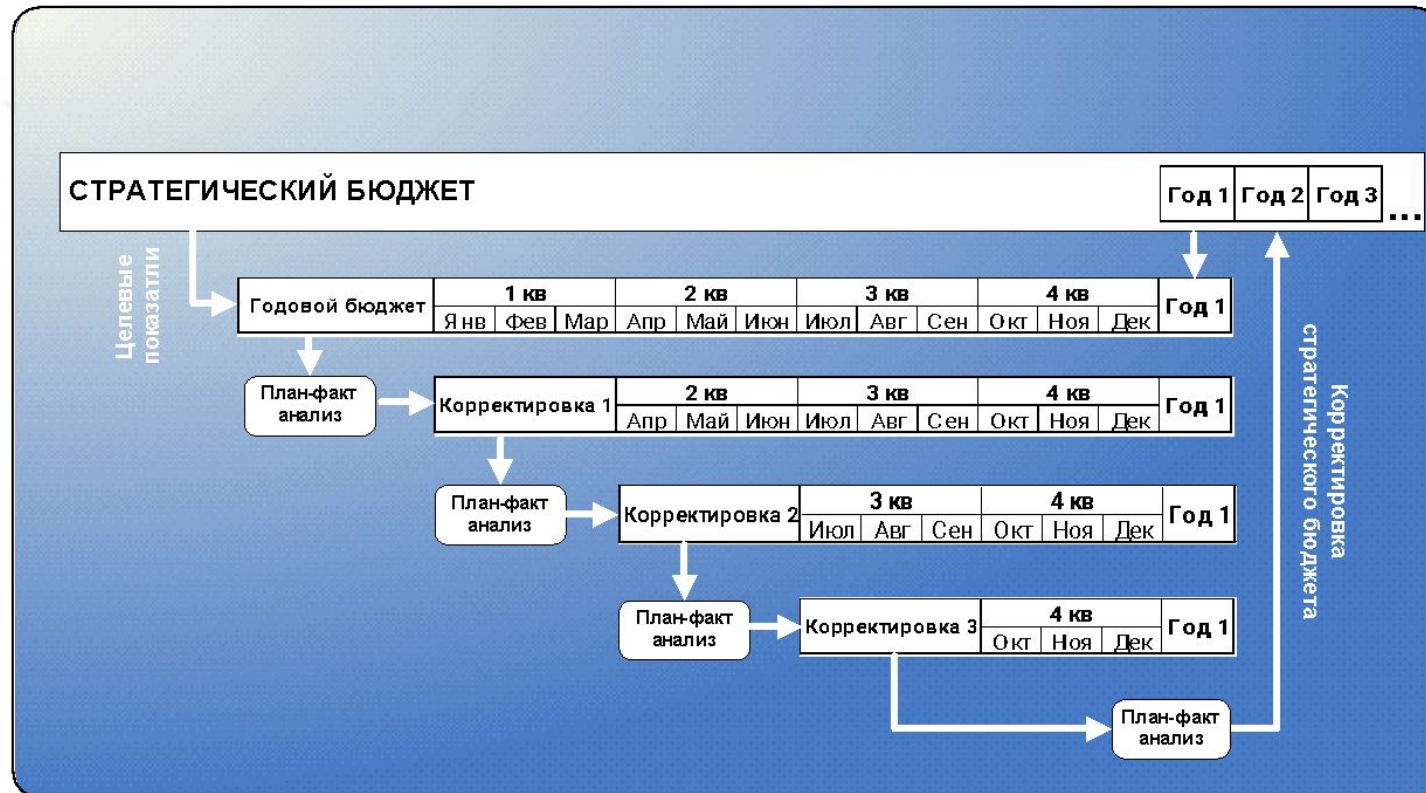 СТРАТЕГИЧЕСКИЙ БЮДЖЕТ
Год 1 Год 2 Год 3 ...
Целевые
показатли
Годовой бюджет
1 кв 2 кв 3 кв 4 кв
Янв Фев Мар Апр Май Июн Июл Авг Сен Окт Ноя Дек
Год 1
План-факт
анализ
Корректировка 1
2 кв 3 кв 4 кв
Апр Май Июн Июл Авг Сен Окт Ноя Дек
Год 1
План-факт
анализ
Корректировка 2
3 кв 4 кв
Июл Авг Сен Окт Ноя Дек
Год 1
План-факт
анализ
Корректировка 3
4 кв
Окт Ноя Дек
Год 1
План-факт
анализ
Корректировка
стратегического бюджета